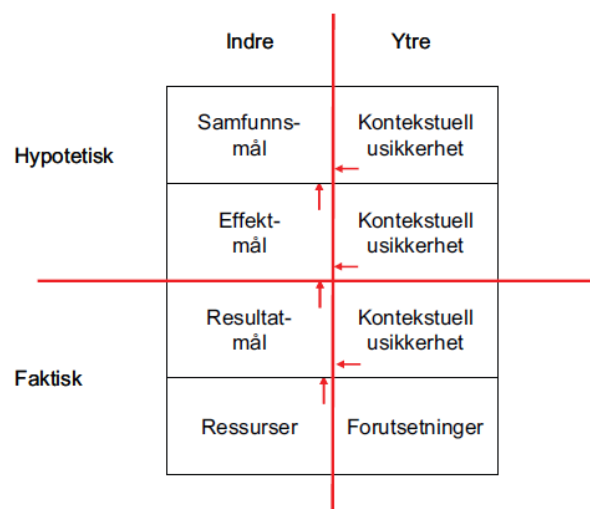 Indre Ytre
Samfunns-
mål
Kontekstuell
usikkerhet
Hypotetisk
Effekt-
mål
Kontekstuell
usikkerhet
Resultat-
mål
Kontekstuell
usikkerhet
Faktisk
Ressurser
Forutsetninger